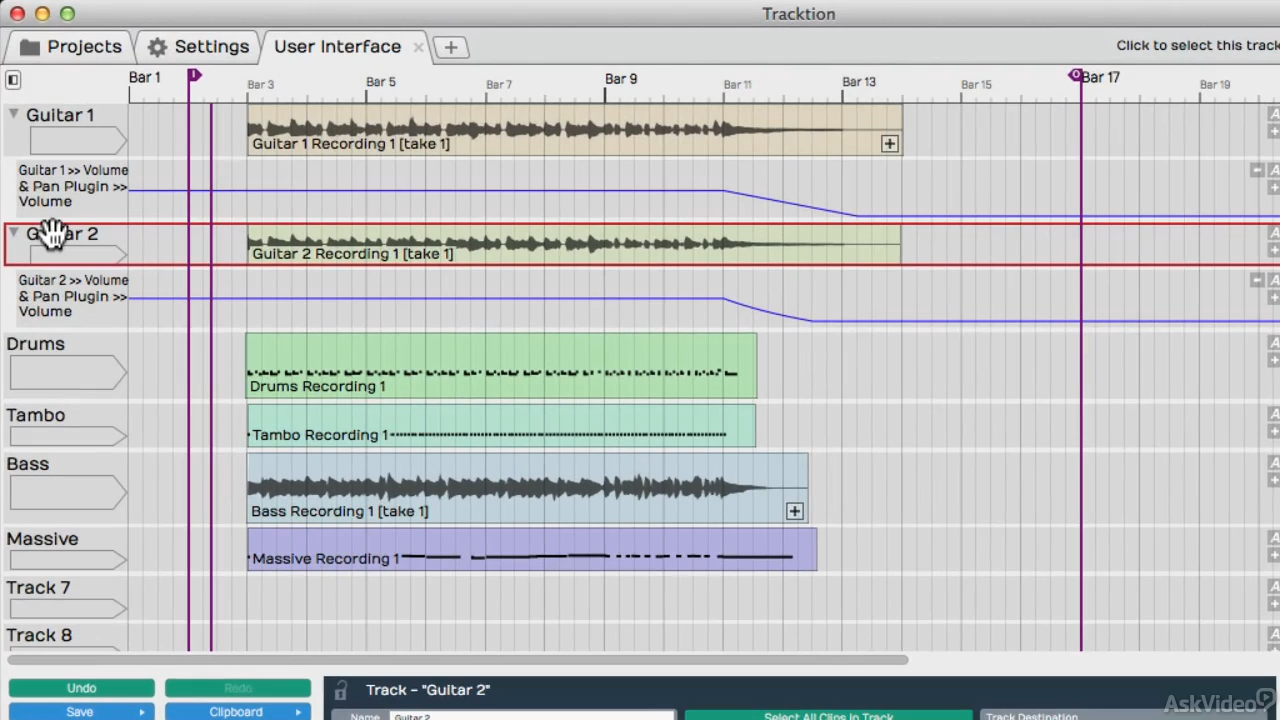 Tracktion
Projects
Settings
User Interface
Click to select this track
Bar 1
Bar 3
Bar 5
Bar 7
Bar 9
Bar 11
Bar 13
Bar 15
Bar 17
Bar 19
I
O
Guitar 1
Guitar 1 Recording 1 [take 1]
Guitar 1 >> Volume
& Pan Plugin >>
Volume
Guitar 2
Guitar 2 Recording 1 [take 1]
Guitar 2 >> Volume
& Pan Plugin >>
Volume
Drums
Drums Recording 1
Tambo
Tambo Recording 1
Bass
Bass Recording 1 [take 1]
Massive
Massive Recording 1
Track 7
Track 8
A
A
A
A
A
A
A
A
A
A
Undo
Redo
Save
Clipboard
Track - "Guitar 2"
Name
Guitar 2
Select All Clips in Track
Track Destination
AskVideo